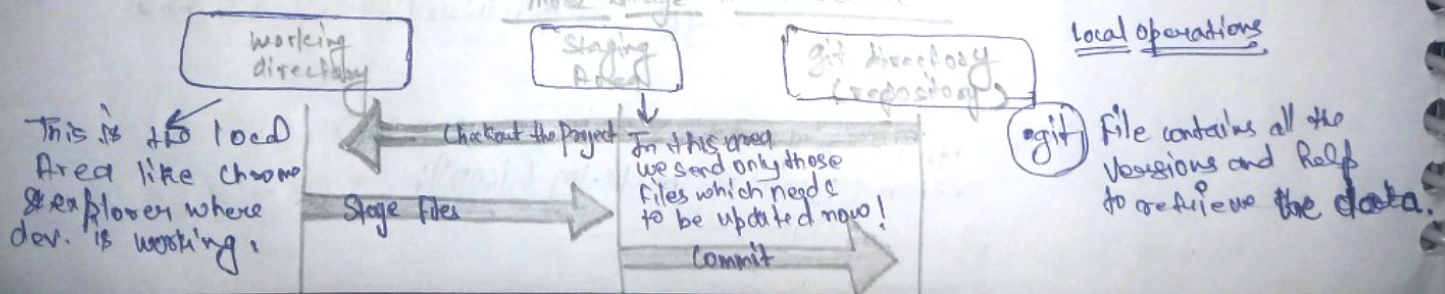 Local Operations
working
directory
Staging
Area
git directory
(repository)
This is the local
Area like chrome
explorer where
dev. is working.
Checkout the Project
In this area
we send only those
files which needs
to be updated now!
Stage Files
Commit
.git file contains all the
versions and help
to retrieve the data.